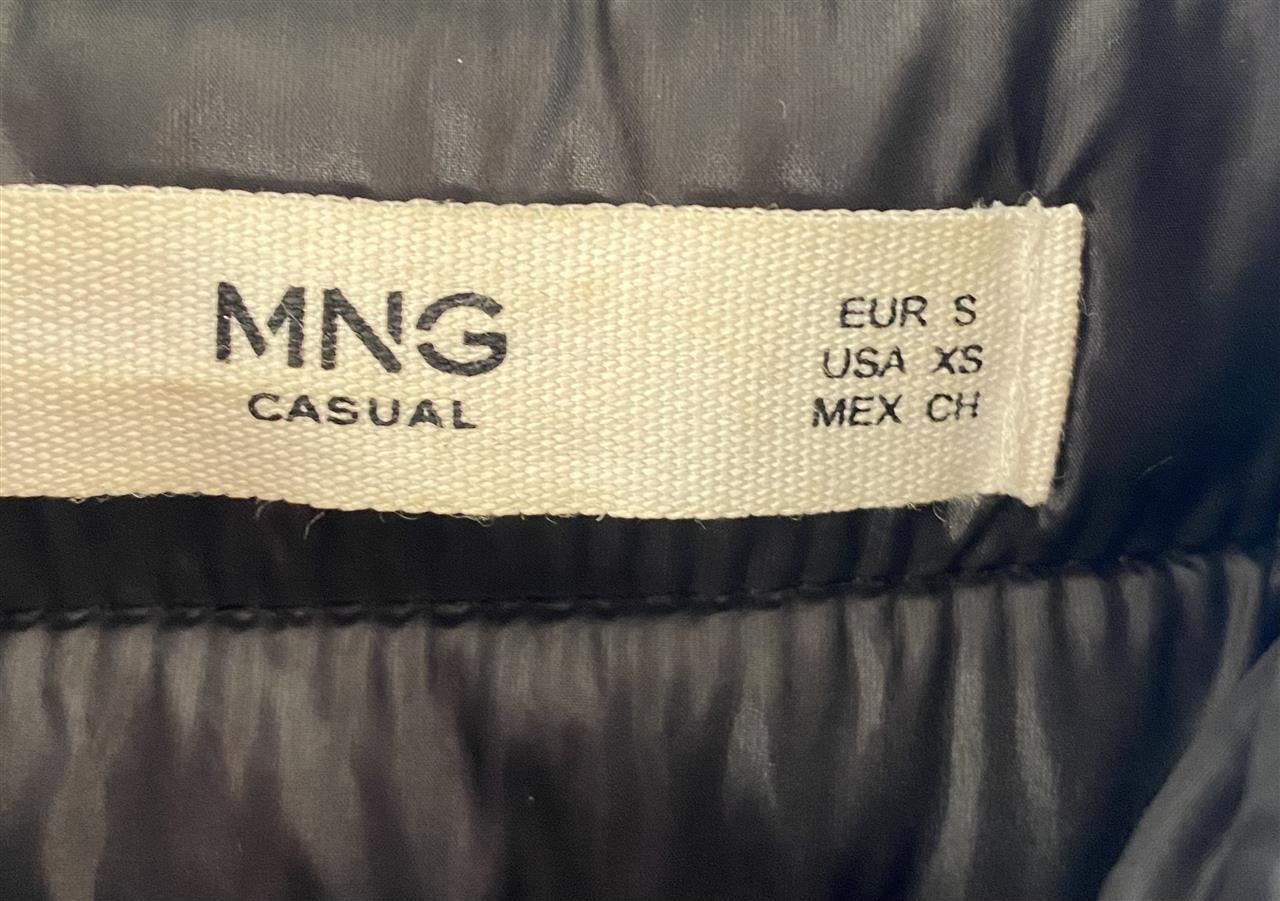 MNG
CASUAL
EUR S
USA XS
MEX CH